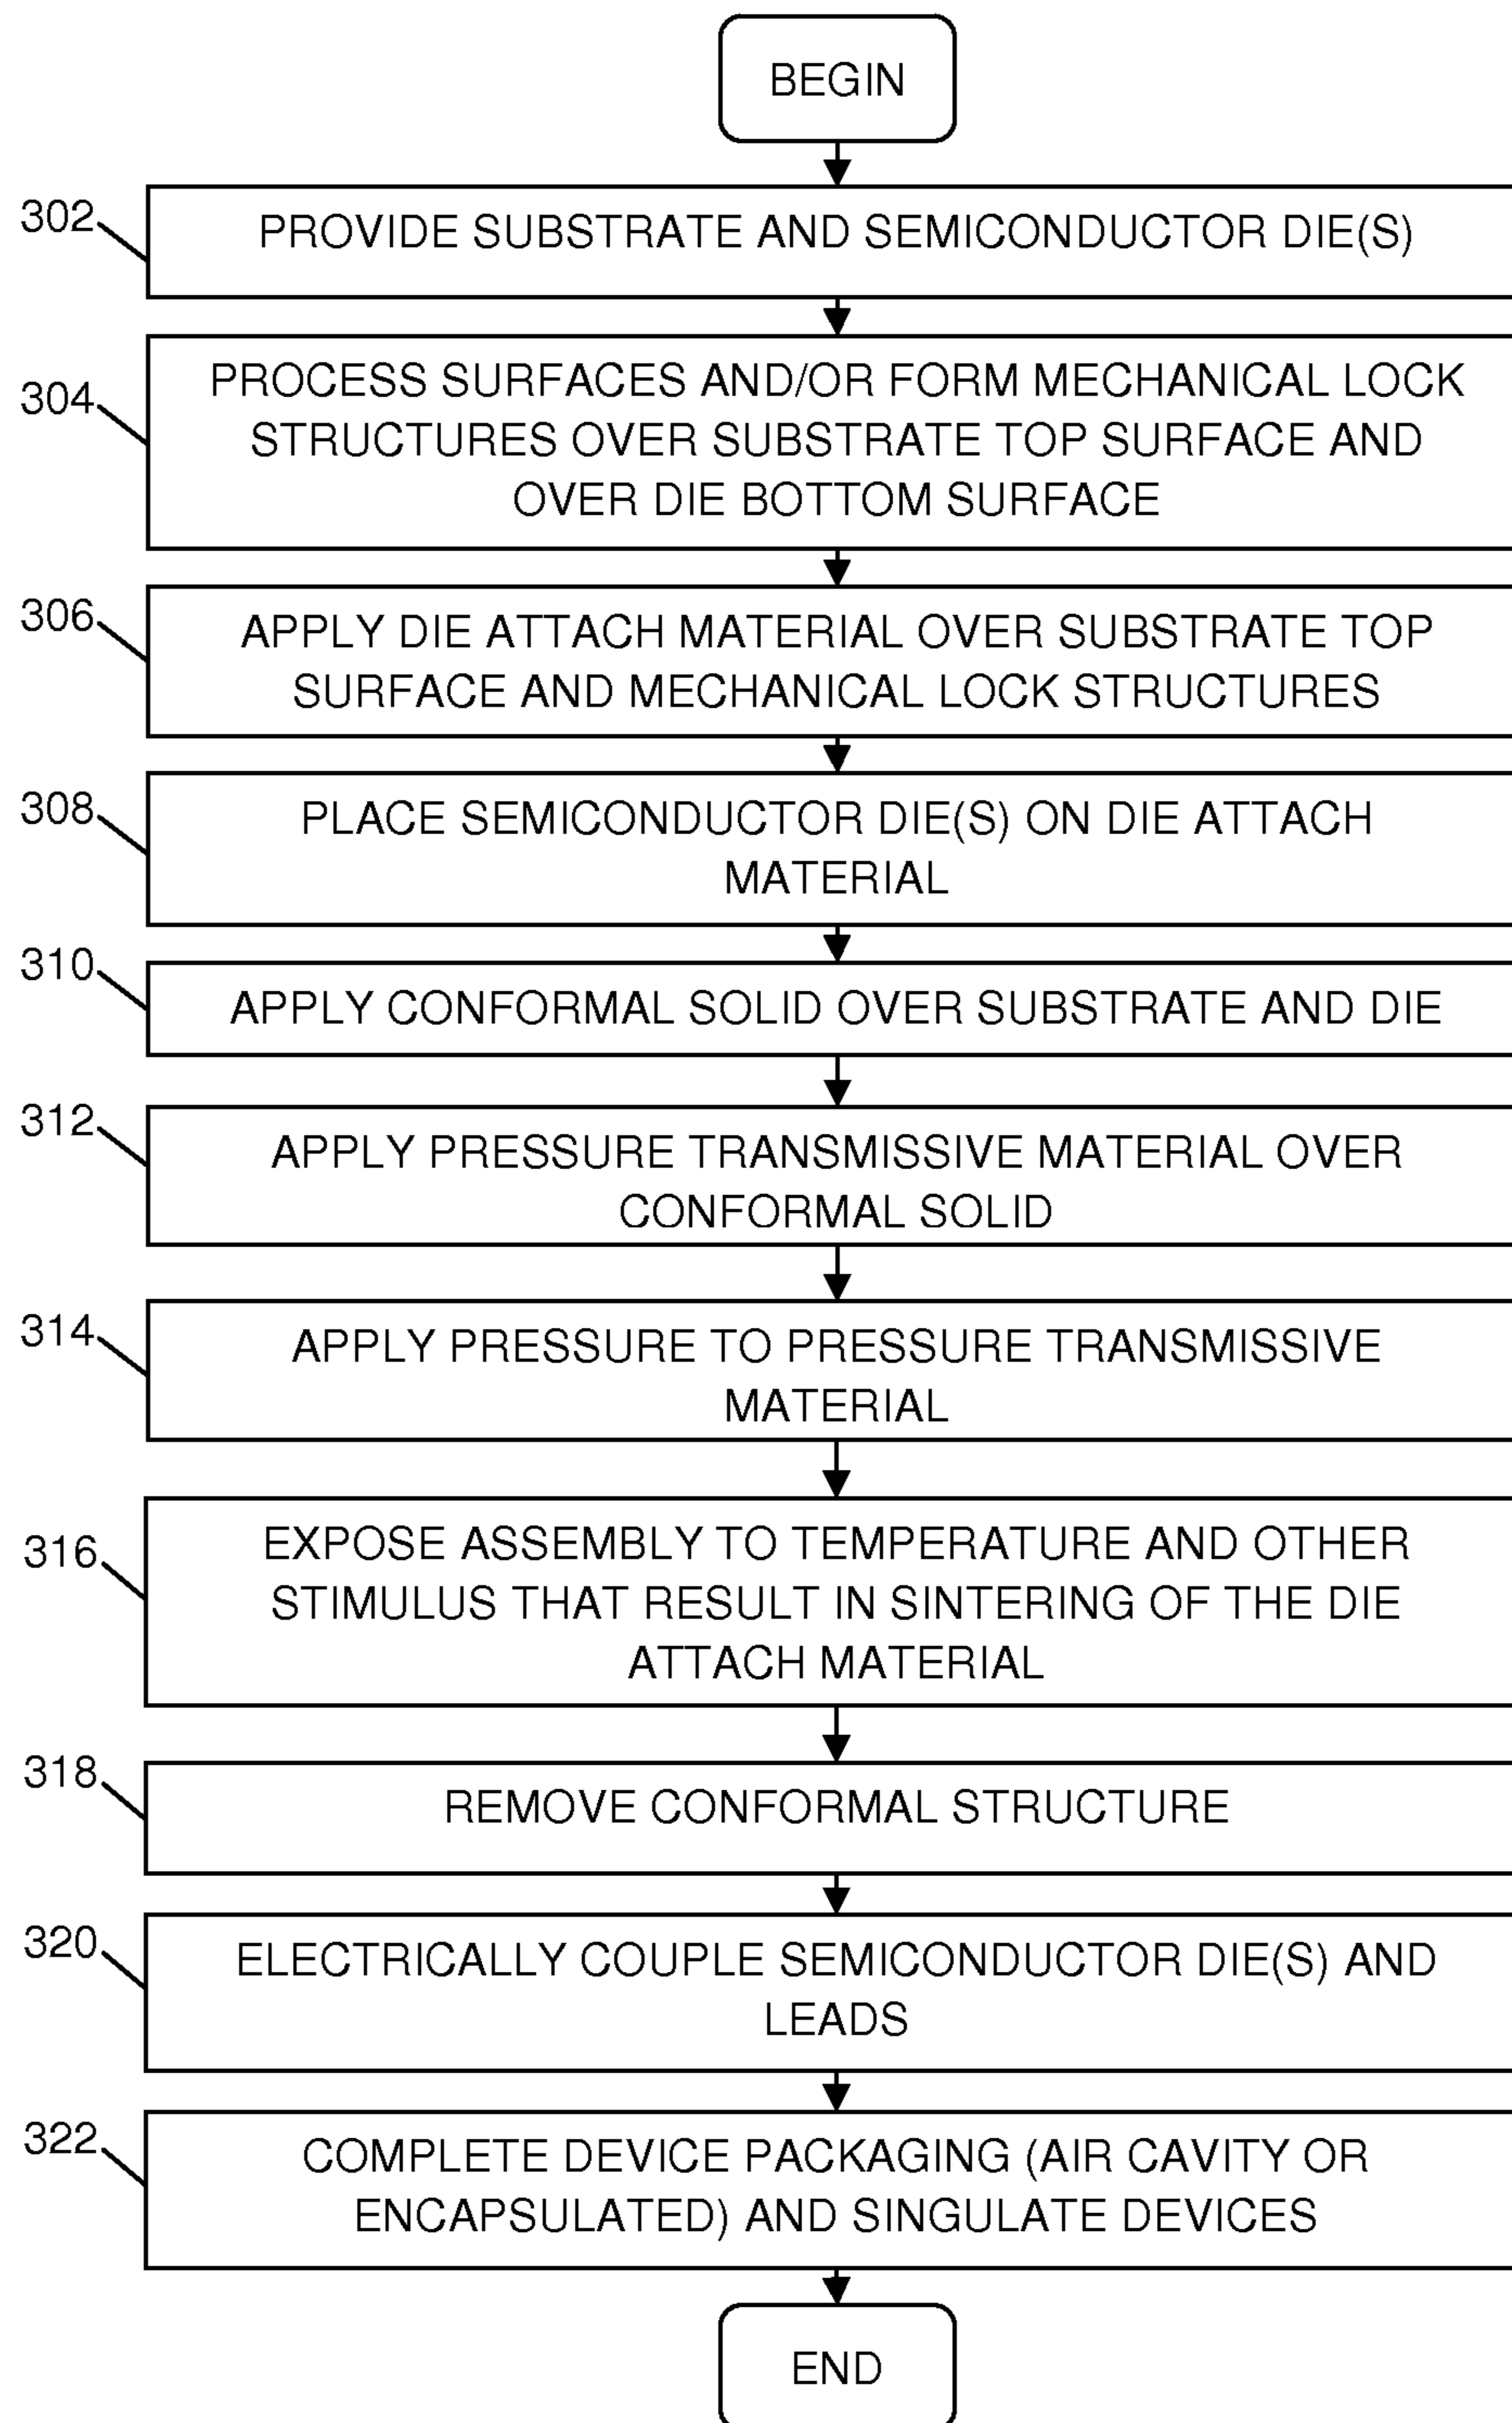 BEGIN
302
PROVIDE SUBSTRATE AND SEMICONDUCTOR DIE(S)
304
PROCESS SURFACES AND/OR FORM MECHANICAL LOCK
STRUCTURES OVER SUBSTRATE TOP SURFACE AND
OVER DIE BOTTOM SURFACE
306
APPLY DIE ATTACH MATERIAL OVER SUBSTRATE TOP
SURFACE AND MECHANICAL LOCK STRUCTURES
308
PLACE SEMICONDUCTOR DIE(S) ON DIE ATTACH
MATERIAL
310
APPLY CONFORMAL SOLID OVER SUBSTRATE AND DIE
312
APPLY PRESSURE TRANSMISSIVE MATERIAL OVER
CONFORMAL SOLID
314
APPLY PRESSURE TO PRESSURE TRANSMISSIVE
MATERIAL
316
EXPOSE ASSEMBLY TO TEMPERATURE AND OTHER
STIMULUS THAT RESULT IN SINTERING OF THE DIE
ATTACH MATERIAL
318
REMOVE CONFORMAL STRUCTURE
320
ELECTRICALLY COUPLE SEMICONDUCTOR DIE(S) AND
LEADS
322
COMPLETE DEVICE PACKAGING (AIR CAVITY OR
ENCAPSULATED) AND SINGULATE DEVICES
END